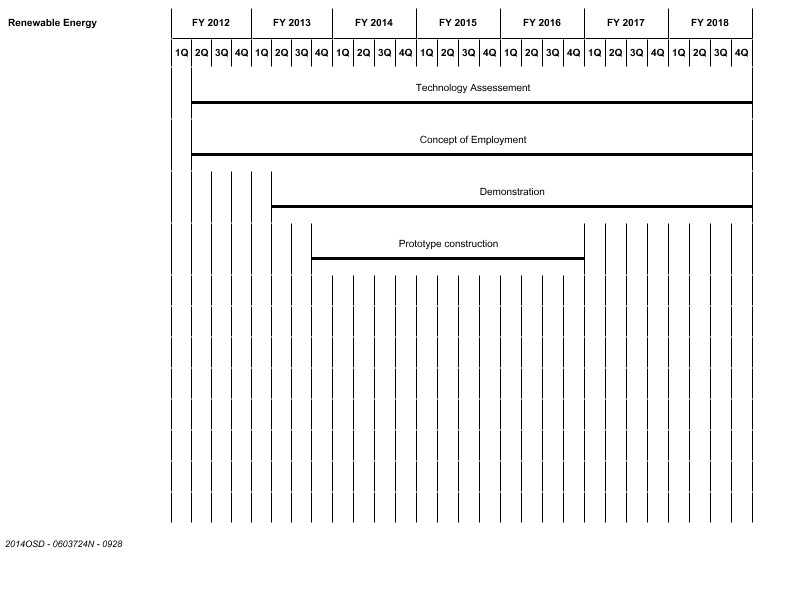 Renewable Energy FY 2012 FY 2013 FY 2014 FY 2015 FY 2016 FY 2017 FY 2018
1Q 2Q 3Q 4Q 1Q 2Q 3Q 4Q 1Q 2Q 3Q 4Q 1Q 2Q 3Q 4Q 1Q 2Q 3Q 4Q 1Q 2Q 3Q 4Q 1Q 2Q 3Q 4Q
Technology Assessement
Concept of Employment
Demonstration
Prototype construction
2014OSD - 0603724N - 0928